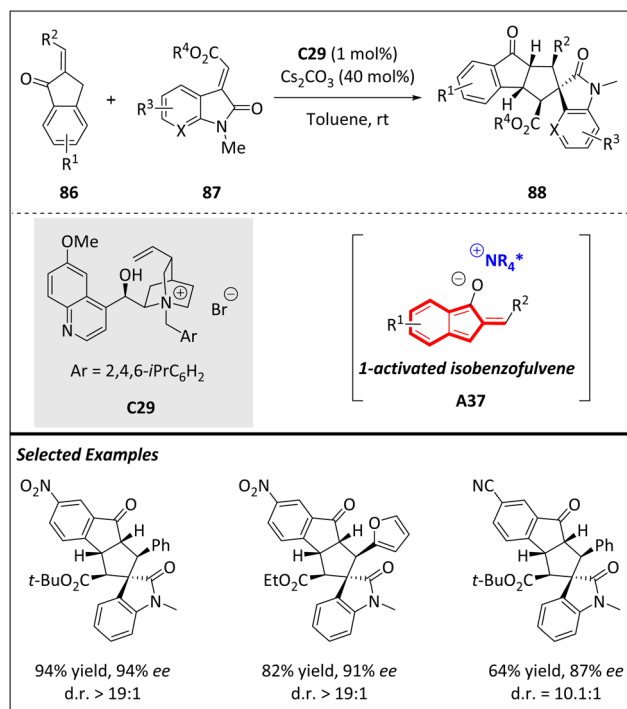 R²
O
R¹
86
+
R⁴O₂C
R³
X
N
Me
O
87
C29 (1 mol%)
Cs₂CO₃ (40 mol%)
Toluene, rt
O
H
R²
O
N
R¹
H
R⁴O₂C
X
R³
88
OMe
OH
N
N
⊕
Ar
Br ⊖
Ar = 2,4,6-iPrC₆H₂
C29
⊕
NR₄*
⊖
O
R²
R¹
1-activated isobenzofulvene
A37
Selected Examples
O₂N
O
H
Ph
H
O
t-BuO₂C
N
94% yield, 94% ee
d.r. > 19:1
O₂N
O
H
O
H
O
EtO₂C
N
82% yield, 91% ee
d.r. > 19:1
NC
O
H
Ph
H
O
t-BuO₂C
N
64% yield, 87% ee
d.r. = 10.1:1